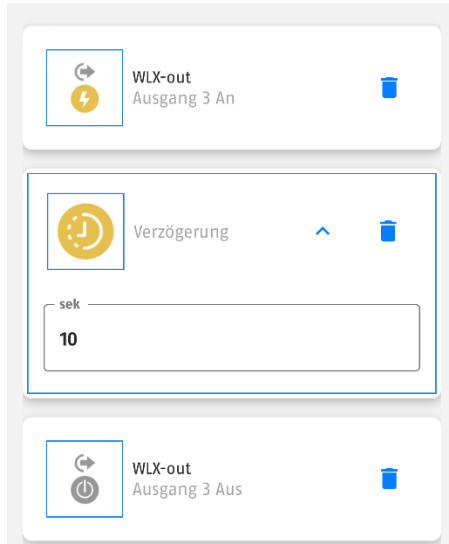 WLX-out
Ausgang 3 An
Verzögerung
sek
10
WLX-out
Ausgang 3 Aus